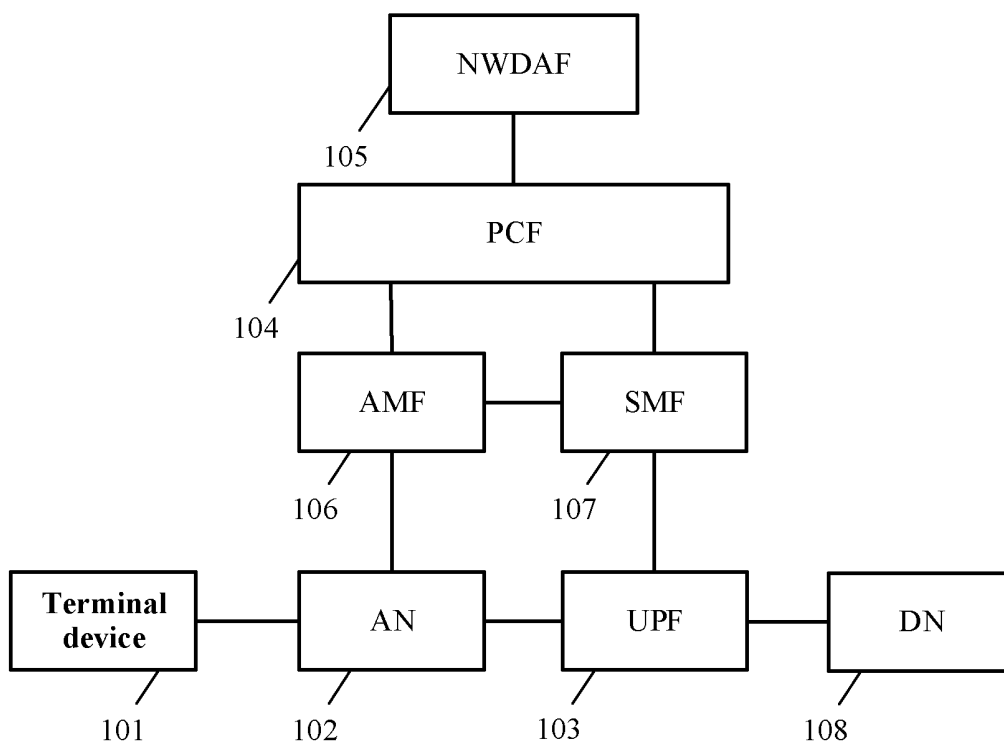 NWDAF
105
PCF
104
AMF
SMF
106
107
Terminal
device
AN
UPF
DN
101
102
103
108